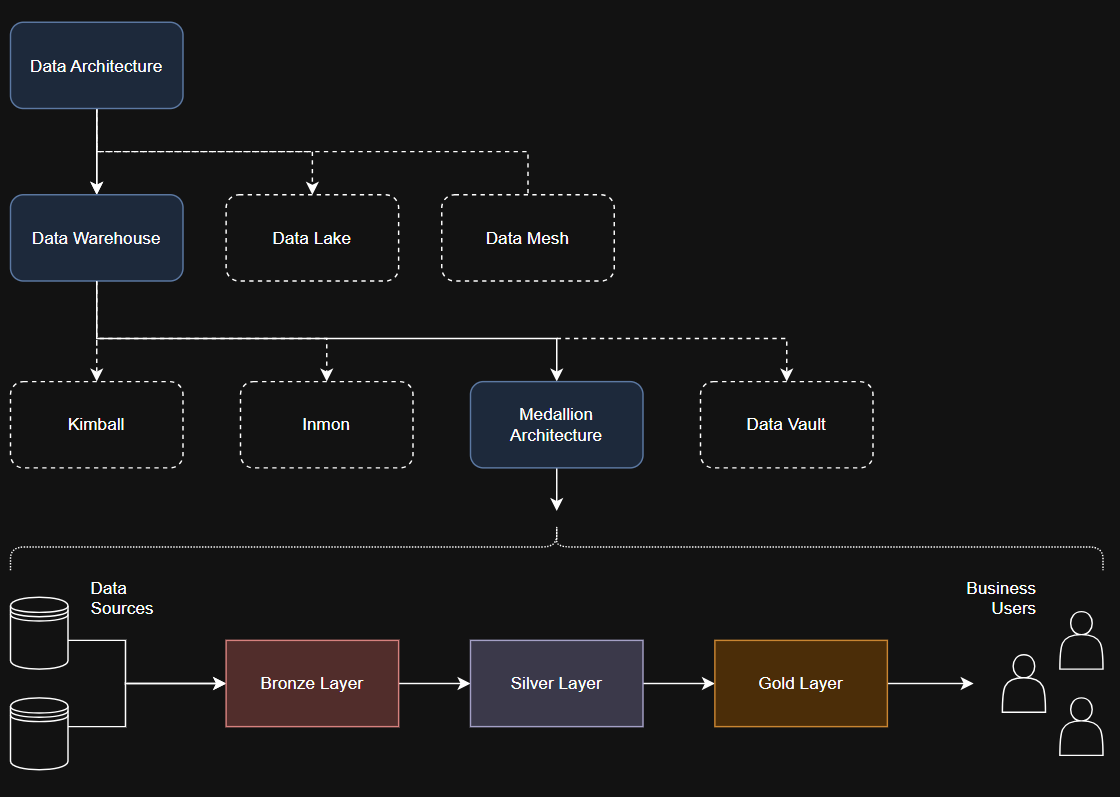 Data Architecture
Data Warehouse
Data Lake
Data Mesh
Kimball
Inmon
Medallion
Architecture
Data Vault
Data
Sources
Business
Users
Bronze Layer
Silver Layer
Gold Layer